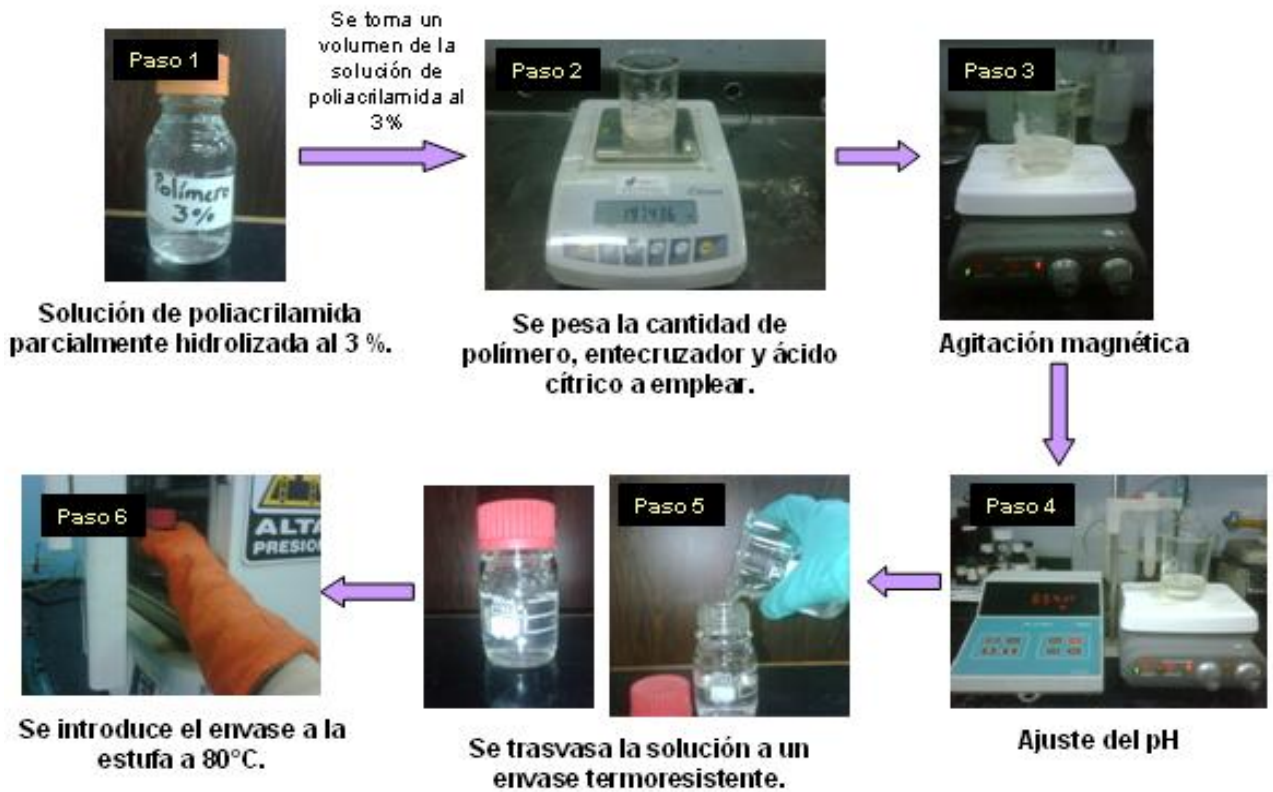 Paso 1
Se toma un
volumen de la
solución de
poliacrilamida al
3%
Paso 2
Paso 3
Polímero
3%
Solución de poliacrilamida
parcialmente hidrolizada al 3 %.
Se pesa la cantidad de
polímero, entecruzador y ácido
cítrico a emplear.
Agitación magnética
Paso 4
Ajuste del pH
Paso 5
Se trasvasa la solución a un
envase termoresistente.
Paso 6
ALTA
PRESIO
Se introduce el envase a la
estufa a 80°C.